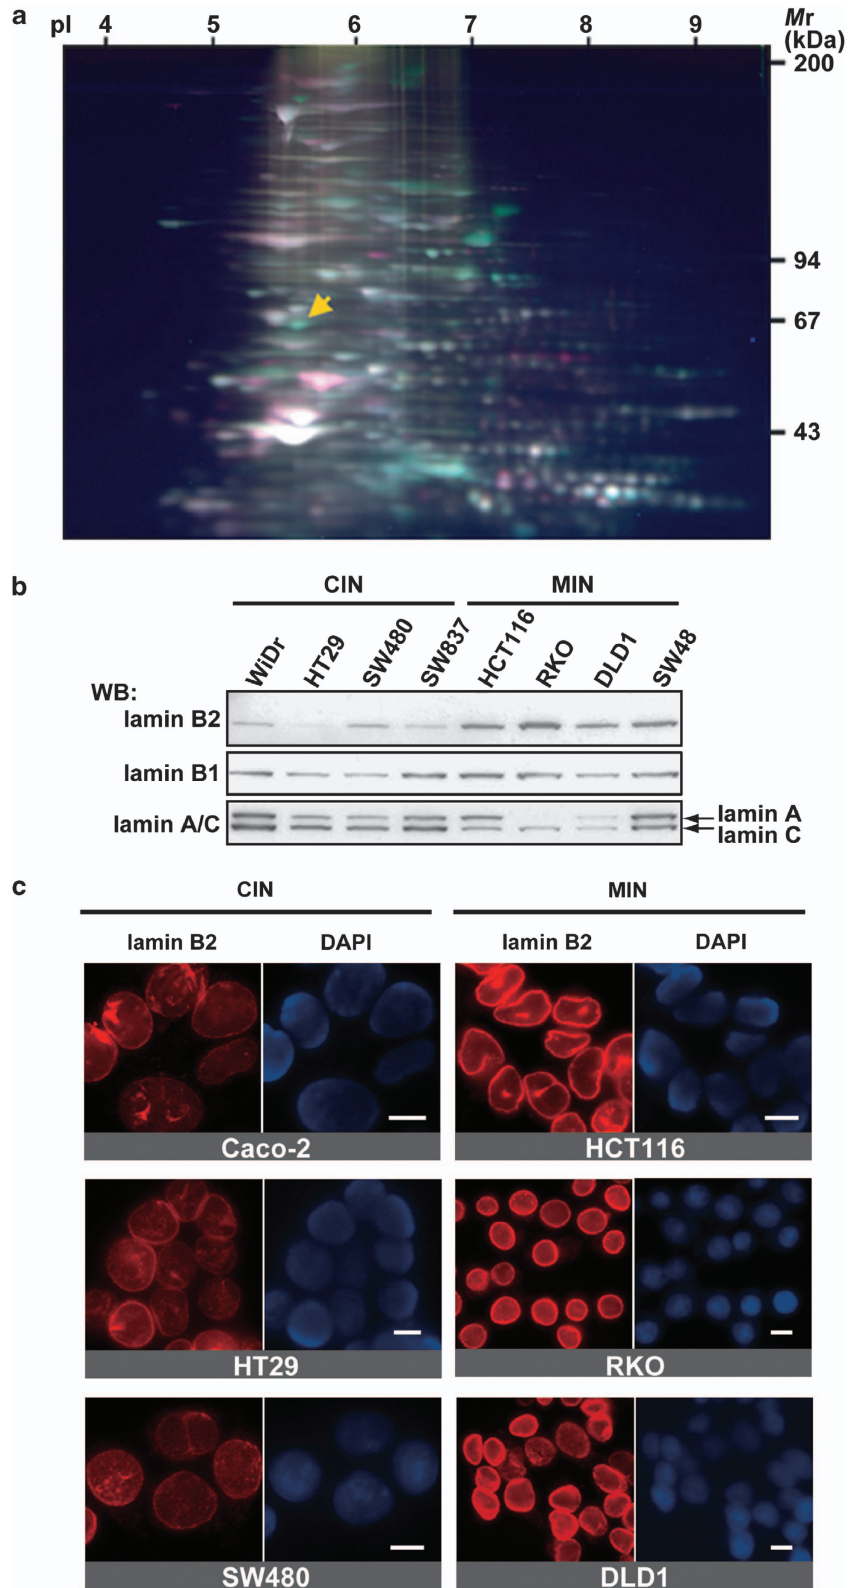 a
pI 4 5 6 7 8 9 Mr
(kDa)
200
94
67
43
b
CIN MIN
WiDr HT29 SW480 SW837 HCT116 RKO DLD1 SW48
WB:
lamin B2
lamin B1
lamin A/C
lamin A
lamin C
c
CIN MIN
lamin B2 DAPI lamin B2 DAPI
Caco-2 HCT116
HT29 RKO
SW480 DLD1